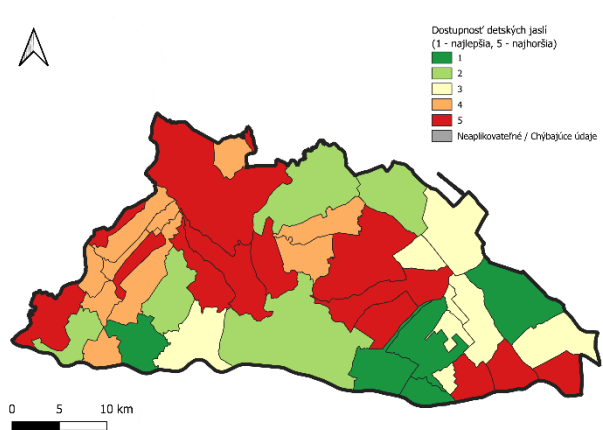 Dostupnosť detských jaslí
(1 - najlepšia, 5 - najhoršia)
1
2
3
4
5
Neaplikovateľné / Chýbajúce údaje
0 5 10 km